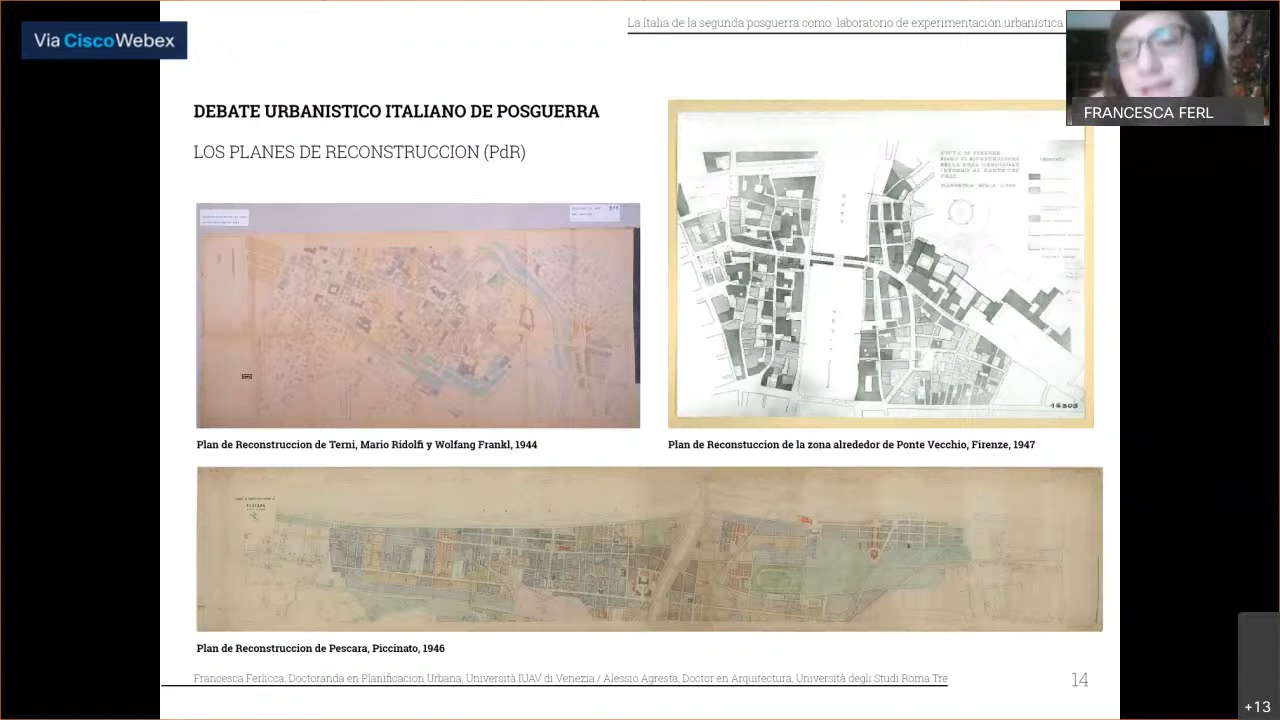 La Italia de la segunda posguerra como laboratorio de experimentación urbanística
Via CiscoWebex
FRANCESCA FERL
DEBATE URBANISTICO ITALIANO DE POSGUERRA
LOS PLANES DE RECONSTRUCCION (PdR)
15305
Plan de Reconstruccion de Terni, Mario Ridolfi y Wolfang Frankl, 1944
Plan de Reconstuccion de la zona alrededor de Ponte Vecchio, Firenze, 1947
PESCARA
Plan de Reconstruccion de Pescara, Piccinato, 1946
Francesca Ferlicca, Doctoranda en Planificacion Urbana, Università IUAV di Venezia / Alessio Agresta, Doctor en Arquitectura, Università degli Studi Roma Tre
14
+13